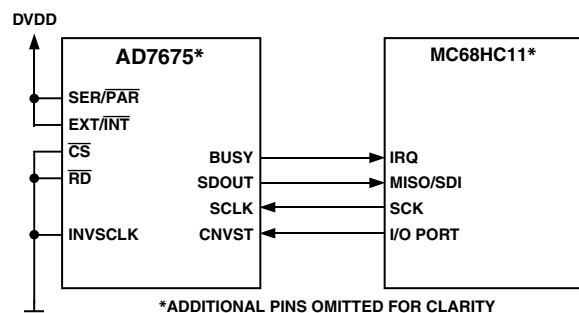 DVDD
AD7675*
MC68HC11*
SER/PAR
EXT/INT
CS
RD
INVSCLK
BUSY
SDOUT
SCLK
CNVST
IRQ
MISO/SDI
SCK
I/O PORT
*ADDITIONAL PINS OMITTED FOR CLARITY